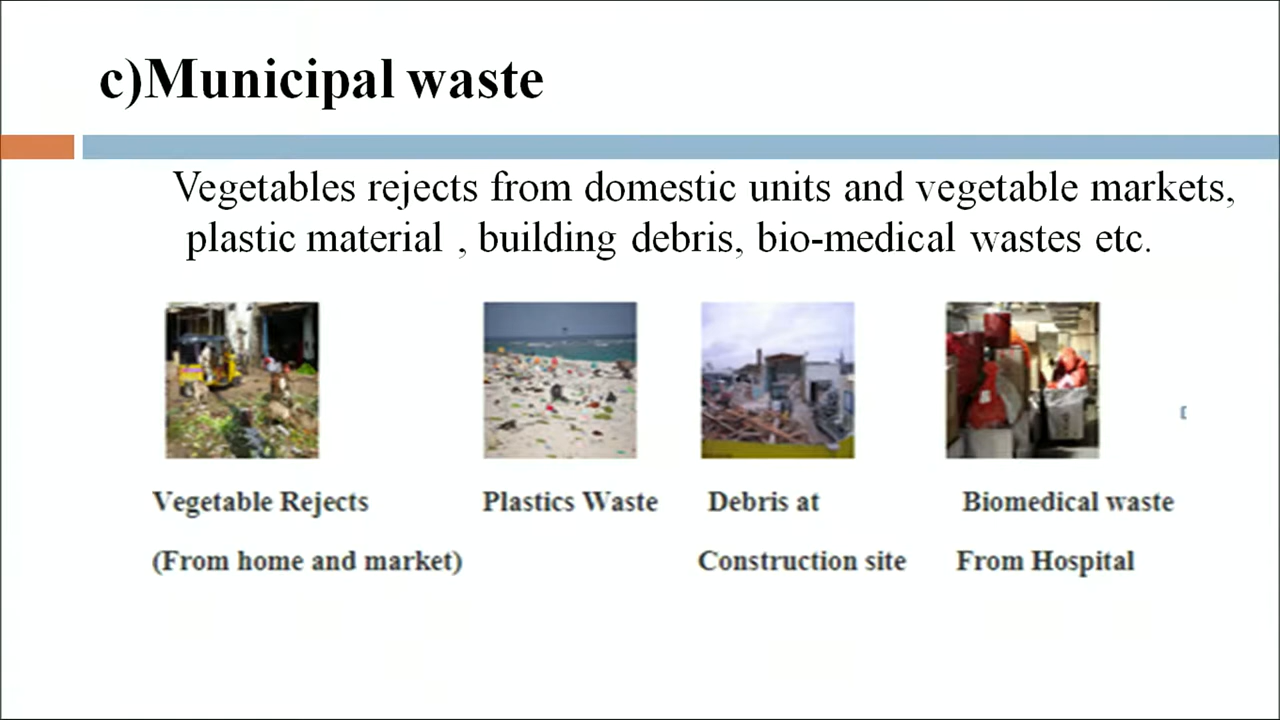 c)Municipal waste
Vegetables rejects from domestic units and vegetable markets,
plastic material , building debris, bio-medical wastes etc.
Vegetable Rejects
(From home and market)
Plastics Waste
Debris at
Construction site
Biomedical waste
From Hospital